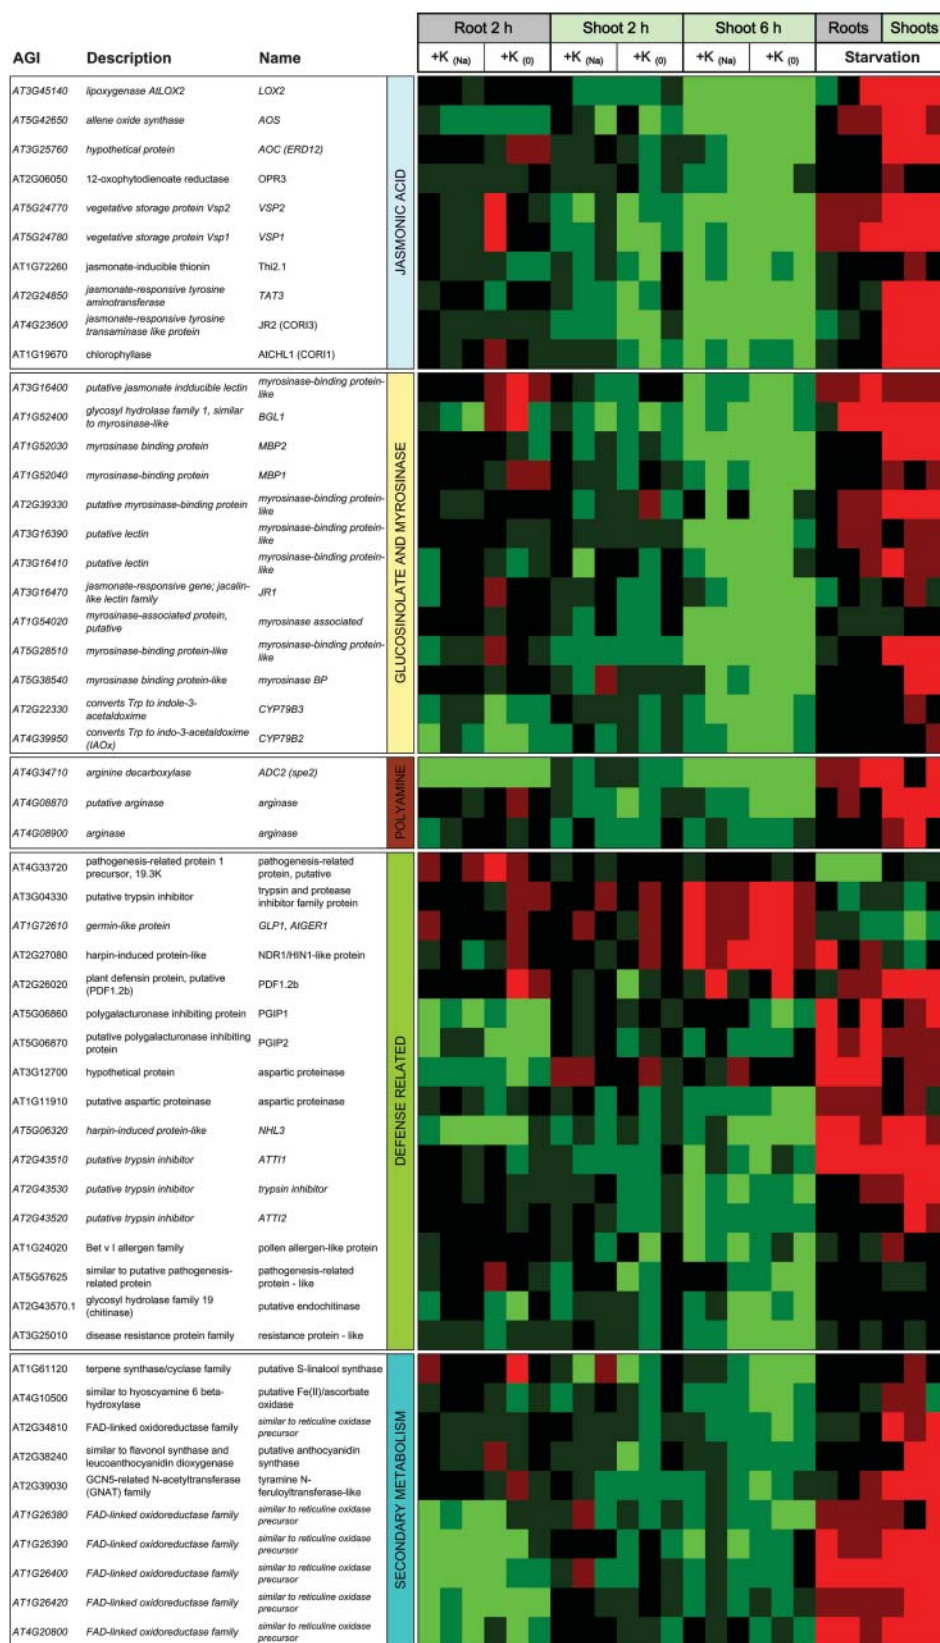 Root 2 h Shoot 2 h Shoot 6 h Roots Shoots
AGI Description Name +K (Na) +K (0) +K (Na) +K (0) +K (Na) +K (0) Starvation
JASMONIC ACID
AT3G45140 lipoxygenase AtLOX2 LOX2
AT5G42650 allene oxide synthase AOS
AT3G25760 hypothetical protein AOC (ERD12)
AT2G06050 12-oxophytodienoate reductase OPR3
AT5G24770 vegetative storage protein Vsp2 VSP2
AT5G24780 vegetative storage protein Vsp1 VSP1
AT1G72260 jasmonate-inducible thionin Thi2.1
AT2G24850 jasmonate-responsive tyrosine
aminotransferase TAT3
AT4G23600 jasmonate-responsive tyrosine
transaminase like protein JR2 (CORI3)
AT1G19670 chlorophyllase AtCHL1 (CORI1)
GLUCOSINOLATE AND MYROSINASE
AT3G16400 putative jasmonate indducible lectin myrosinase-binding protein-
like
AT1G52400 glycosyl hydrolase family 1, similar
to myrosinase-like BGL1
AT1G52030 myrosinase binding protein MBP2
AT1G52040 myrosinase-binding protein MBP1
AT2G39330 putative myrosinase-binding protein myrosinase-binding protein-
like
AT3G16390 putative lectin myrosinase-binding protein-
like
AT3G16410 putative lectin myrosinase-binding protein-
like
AT3G16470 jasmonate-responsive gene; jacalin-
like lectin family JR1
AT1G54020 myrosinase-associated protein,
putative myrosinase associated
AT5G28510 myrosinase-binding protein-like myrosinase-binding protein-
like
AT5G38540 myrosinase binding protein-like myrosinase BP
AT2G22330 converts Trp to indole-3-
acetaldoxime CYP79B3
AT4G39950 converts Trp to indo-3-acetaldoxime
(IAOx) CYP79B2
POLYAMINE
AT4G34710 arginine decarboxylase ADC2 (spe2)
AT4G08870 putative arginase arginase
AT4G08900 arginase arginase
DEFENSE RELATED
AT4G33720 pathogenesis-related protein 1 pathogenesis-related
precursor, 19.3K protein, putative
AT3G04330 putative trypsin inhibitor trypsin and protease
inhibitor family protein
AT1G72610 germin-like protein GLP1, AtGER1
AT2G27080 harpin-induced protein-like NDR1/HIN1-like protein
AT2G26020 plant defensin protein, putative
(PDF1.2b) PDF1.2b
AT5G06860 polygalacturonase inhibiting protein PGIP1
AT5G06870 putative polygalacturonase inhibiting
protein PGIP2
AT3G12700 hypothetical protein aspartic proteinase
AT1G11910 putative aspartic proteinase aspartic proteinase
AT5G06320 harpin-induced protein-like NHL3
AT2G43510 putative trypsin inhibitor ATTI1
AT2G43530 putative trypsin inhibitor trypsin inhibitor
AT2G43520 putative trypsin inhibitor ATTI2
AT1G24020 Bet v I allergen family pollen allergen-like protein
AT5G57625 similar to putative pathogenesis- pathogenesis-related
related protein protein - like
AT2G43570.1 glycosyl hydrolase family 19
(chitinase) putative endochitinase
AT3G25010 disease resistance protein family resistance protein - like
SECONDARY METABOLISM
AT1G61120 terpene synthase/cyclase family putative S-linalool synthase
AT4G10500 similar to hyoscyamine 6 beta- putative Fe(II)/ascorbate
hydroxylase oxidase
AT2G34810 FAD-linked oxidoreductase family similar to reticuline oxidase
precursor
AT2G38240 similar to flavonol synthase and putative anthocyanidin
leucoanthocyanidin dioxygenase synthase
AT2G39030 GCN5-related N-acetyltransferase tyramine N-
(GNAT) family feruloyltransferase-like
AT1G26380 FAD-linked oxidoreductase family similar to reticuline oxidase
precursor
AT1G26390 FAD-linked oxidoreductase family similar to reticuline oxidase
precursor
AT1G26400 FAD-linked oxidoreductase family similar to reticuline oxidase
precursor
AT1G26420 FAD-linked oxidoreductase family similar to reticuline oxidase
precursor
AT4G20800 FAD-linked oxidoreductase family similar to reticuline oxidase
precursor